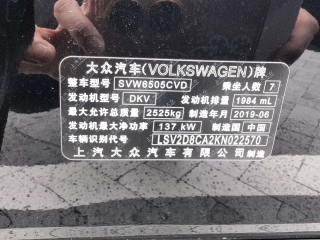 大众汽车(VOLKSWAGEN)牌
整车型号 SVW6505CVD 乘坐人数 7
发动机型号 DKV 发动机排量 1984 mL
最大允许总质量 2525kg 制造年月 2019-06
发动机最大净功率 137 kW 制造国 中国
车辆识别代号 LSV2D8CA2KN022570
上汽大众汽车有限公司 制造